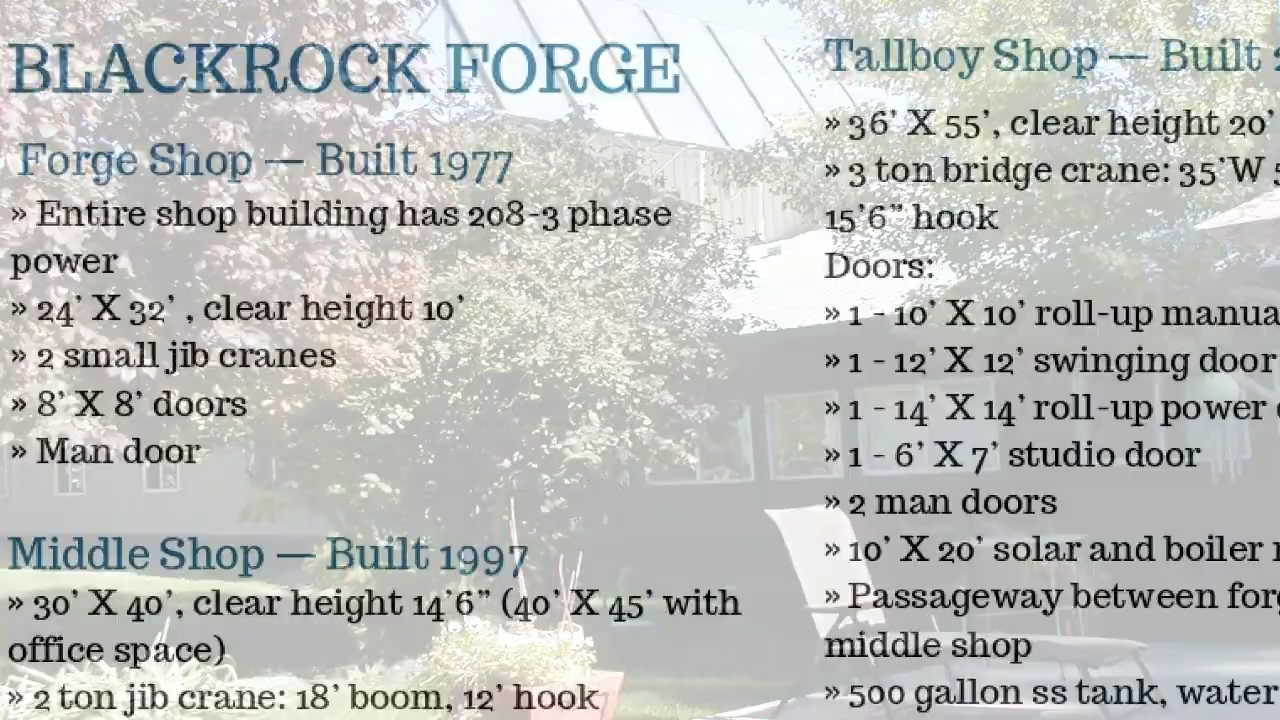 BLACKROCK FORGE
Forge Shop — Built 1977
» Entire shop building has 208-3 phase
power
» 24’ X 32’ , clear height 10’
» 2 small jib cranes
» 8’ X 8’ doors
» Man door
Middle Shop — Built 1997
» 30’ X 40’, clear height 14’6” (40’ X 45’ with
office space)
» 2 ton jib crane: 18’ boom, 12’ hook
Tallboy Shop — Built
» 36’ X 55’, clear height 20’
» 3 ton bridge crane: 35’W
15’6” hook
Doors:
» 1 - 10’ X 10’ roll-up
» 1 - 12’ X 12’ swinging door
» 1 - 14’ X 14’ roll-up power
» 1 - 6’ X 7’ studio door
» 2 man doors
» 10’ X 20’ solar and boiler
» Passageway between
middle shop
» 500 gallon ss tank, water